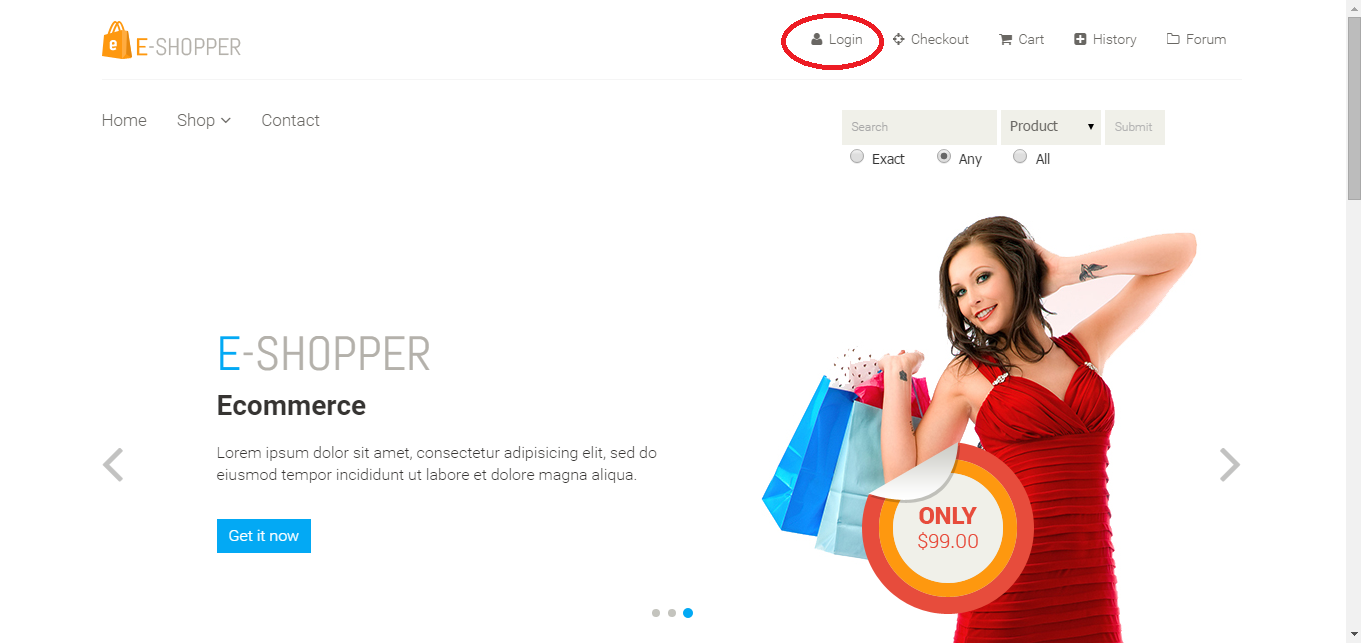 E-SHOPPER
Login Checkout Cart History Forum
Home Shop Contact
Search Product Submit
Exact Any All
E-SHOPPER
Ecommerce
Lorem ipsum dolor sit amet, consectetur adipisicing elit, sed do
eiusmod tempor incididunt ut labore et dolore magna aliqua.
Get it now
ONLY
$99.00